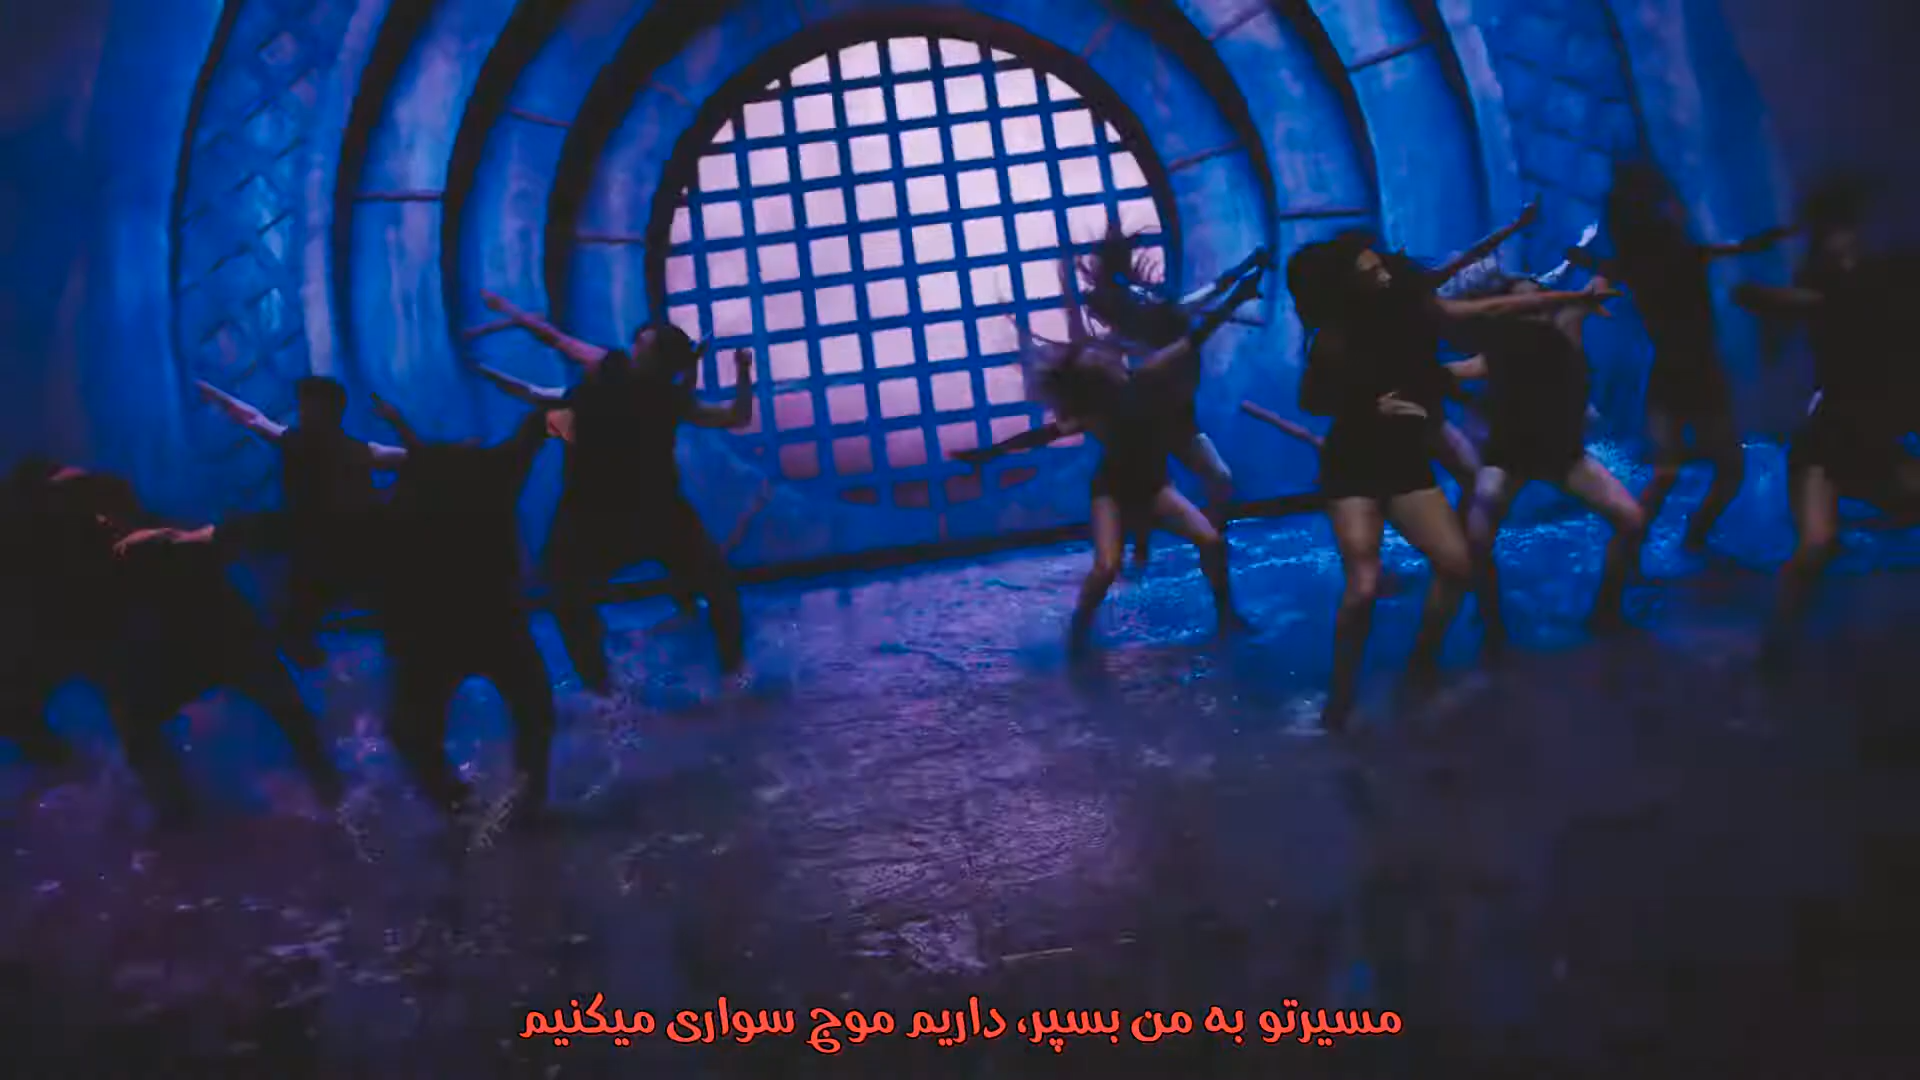 مسیرتو به من بسپر، داریم موج سواری میکنیم